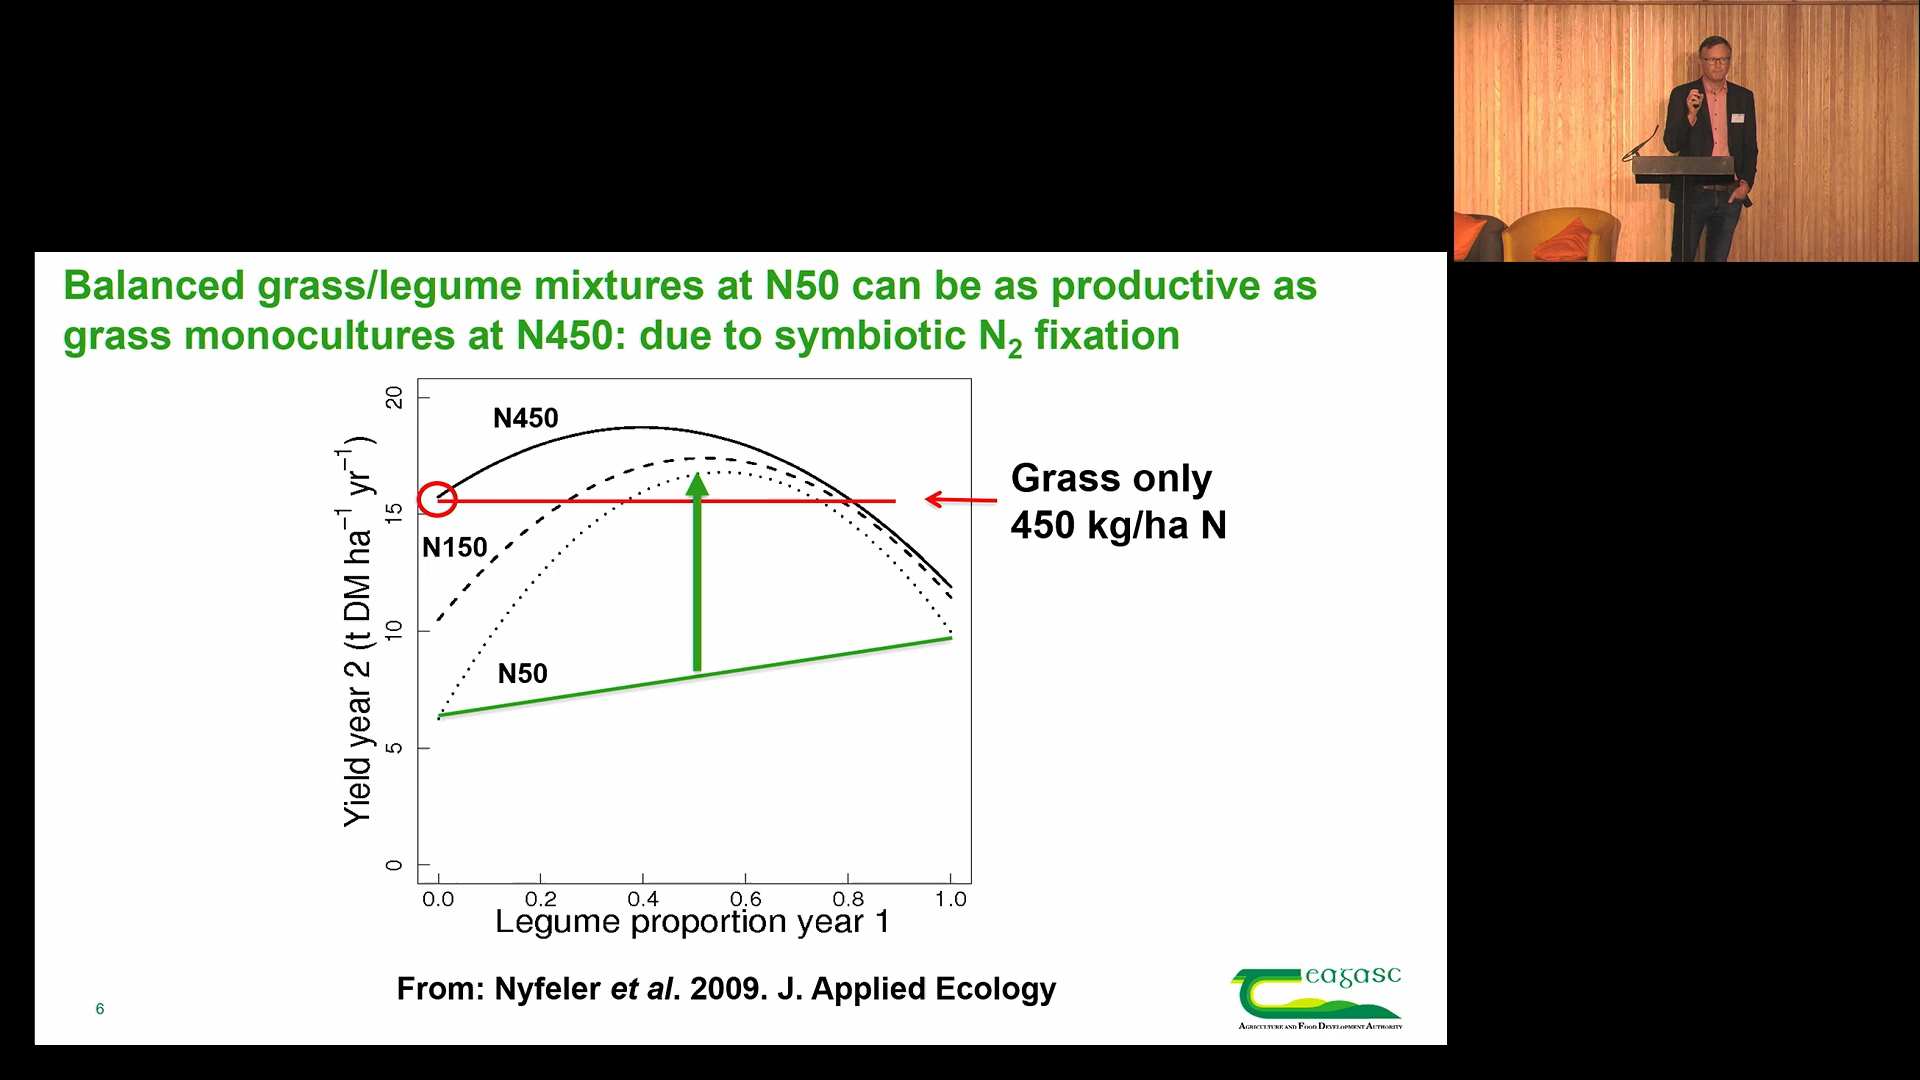 Balanced grass/legume mixtures at N50 can be as productive as
grass monocultures at N450: due to symbiotic N₂ fixation
20
15
10
5
0
Yield year 2 (t DM ha⁻¹ yr⁻¹)
N450
N150
N50
Grass only
450 kg/ha N
0.0 0.2 0.4 0.6 0.8 1.0
Legume proportion year 1
From: Nyfeler et al. 2009. J. Applied Ecology
6
eagasc
AGRICULTURE AND FOOD DEVELOPMENT AUTHORITY